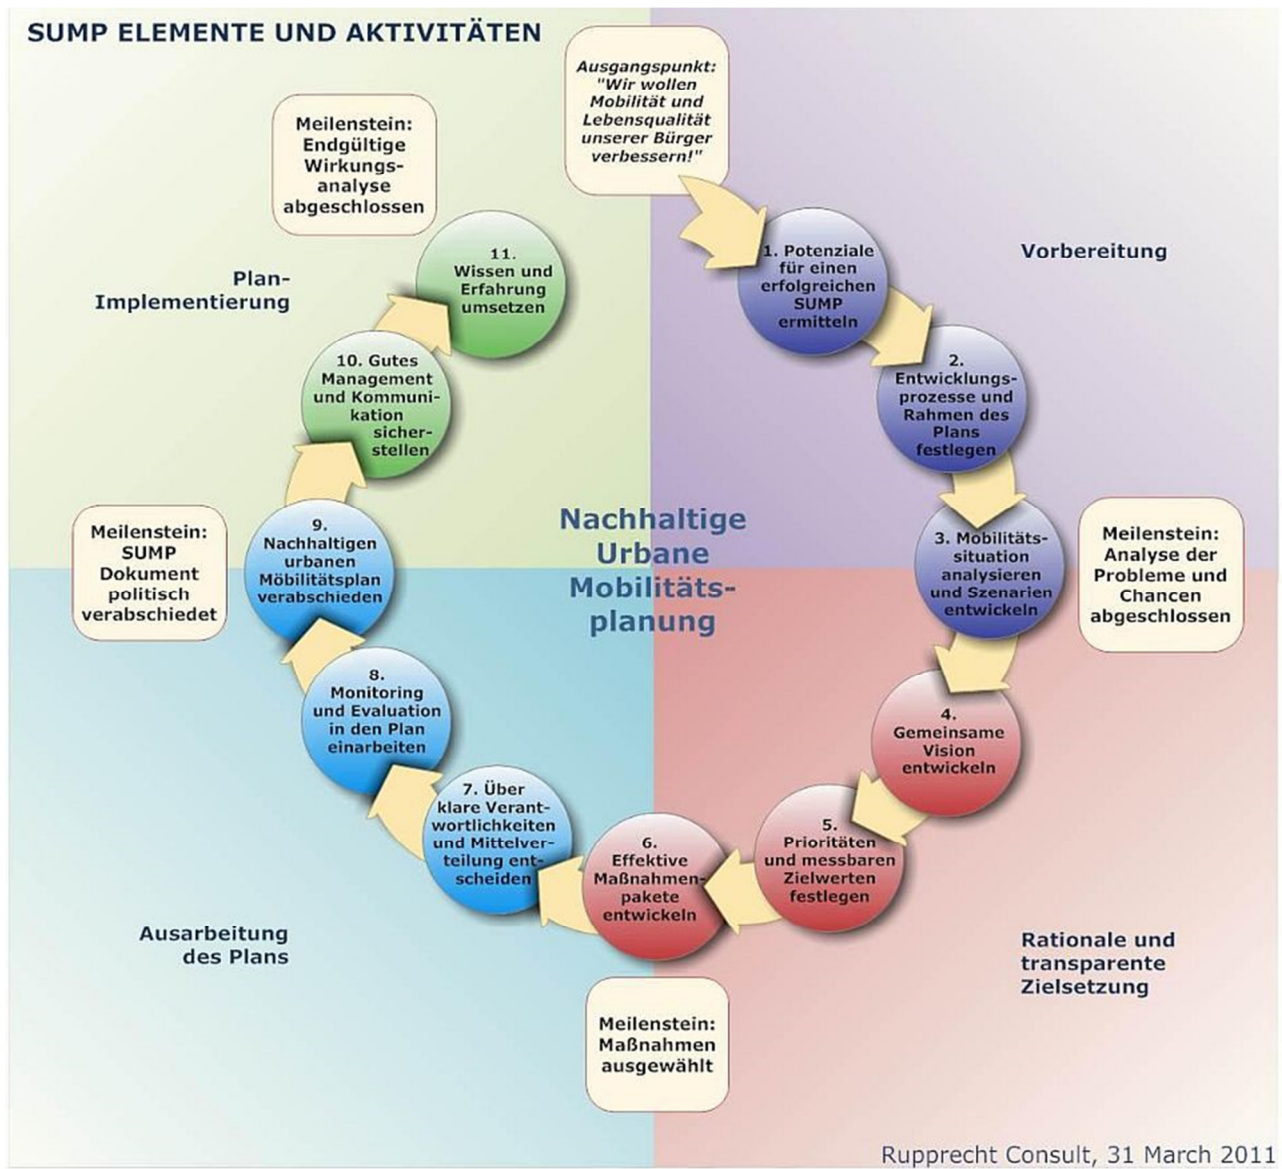 SUMP ELEMENTE UND AKTIVITÄTEN
Ausgangspunkt:
"Wir wollen
Mobilität und
Lebensqualität
unserer Bürger
verbessern!"
Vorbereitung
1. Potenziale
für einen
erfolgreichen
SUMP
ermitteln
2.
Entwicklungs-
prozesse und
Rahmen des
Plans
festlegen
3. Mobilitäts-
situation
analysieren
und Szenarien
entwickeln
Meilenstein:
Analyse der
Probleme und
Chancen
abgeschlossen
4.
Gemeinsame
Vision
entwickeln
5.
Prioritäten
und messbaren
Zielwerten
festlegen
Rationale und
transparente
Zielsetzung
6.
Effektive
Maßnahmen-
pakete
entwickeln
Meilenstein:
Maßnahmen
ausgewählt
7. Über
klare Verant-
wortlichkeiten
und Mittelver-
teilung ent-
scheiden
Ausarbeitung
des Plans
8.
Monitoring
und Evaluation
in den Plan
einarbeiten
9.
Nachhaltigen
urbanen
Möbilitätsplan
verabschieden
Meilenstein:
SUMP
Dokument
politisch
verabschiedet
10. Gutes
Management
und Kommuni-
kation
sicher-
stellen
Plan-
Implementierung
11.
Wissen und
Erfahrung
umsetzen
Meilenstein:
Endgültige
Wirkungs-
analyse
abgeschlossen
Nachhaltige
Urbane
Mobilitäts-
planung
Rupprecht Consult, 31 March 2011